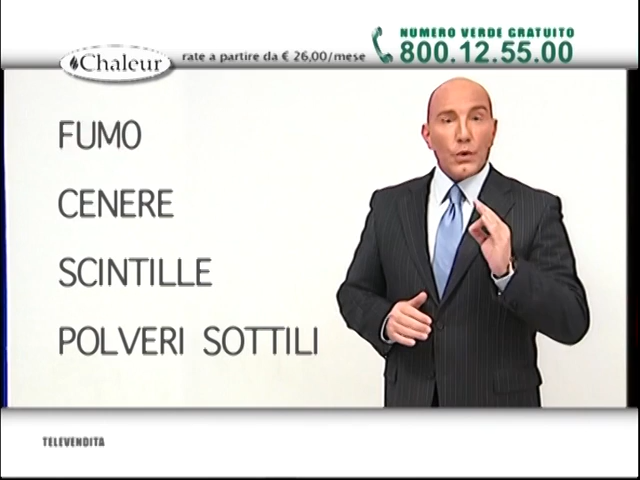 NUMERO VERDE GRATUITO
Chaleur
rate a partire da € 26,00/mese
800.12.55.00
FUMO
CENERE
SCINTILLE
POLVERI SOTTILI
TELEVENDITA